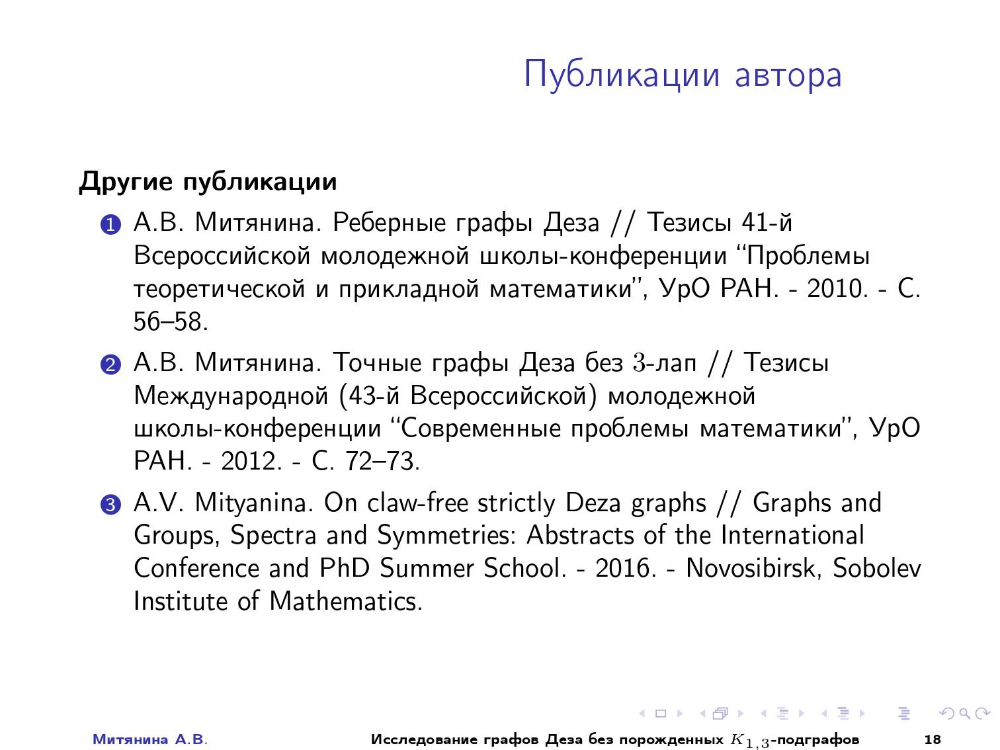 Публикации автора
Другие публикации
1 А.В. Митянина. Реберные графы Деза // Тезисы 41-й
Всероссийской молодежной школы-конференции “Проблемы
теоретической и прикладной математики”, УрО РАН. - 2010. - С.
56–58.
2 А.В. Митянина. Точные графы Деза без 3-лап // Тезисы
Международной (43-й Всероссийской) молодежной
школы-конференции “Современные проблемы математики”, УрО
РАН. - 2012. - С. 72–73.
3 A.V. Mityanina. On claw-free strictly Deza graphs // Graphs and
Groups, Spectra and Symmetries: Abstracts of the International
Conference and PhD Summer School. - 2016. - Novosibirsk, Sobolev
Institute of Mathematics.
Митянина А.В. Исследование графов Деза без порожденных K1,3-подграфов 18